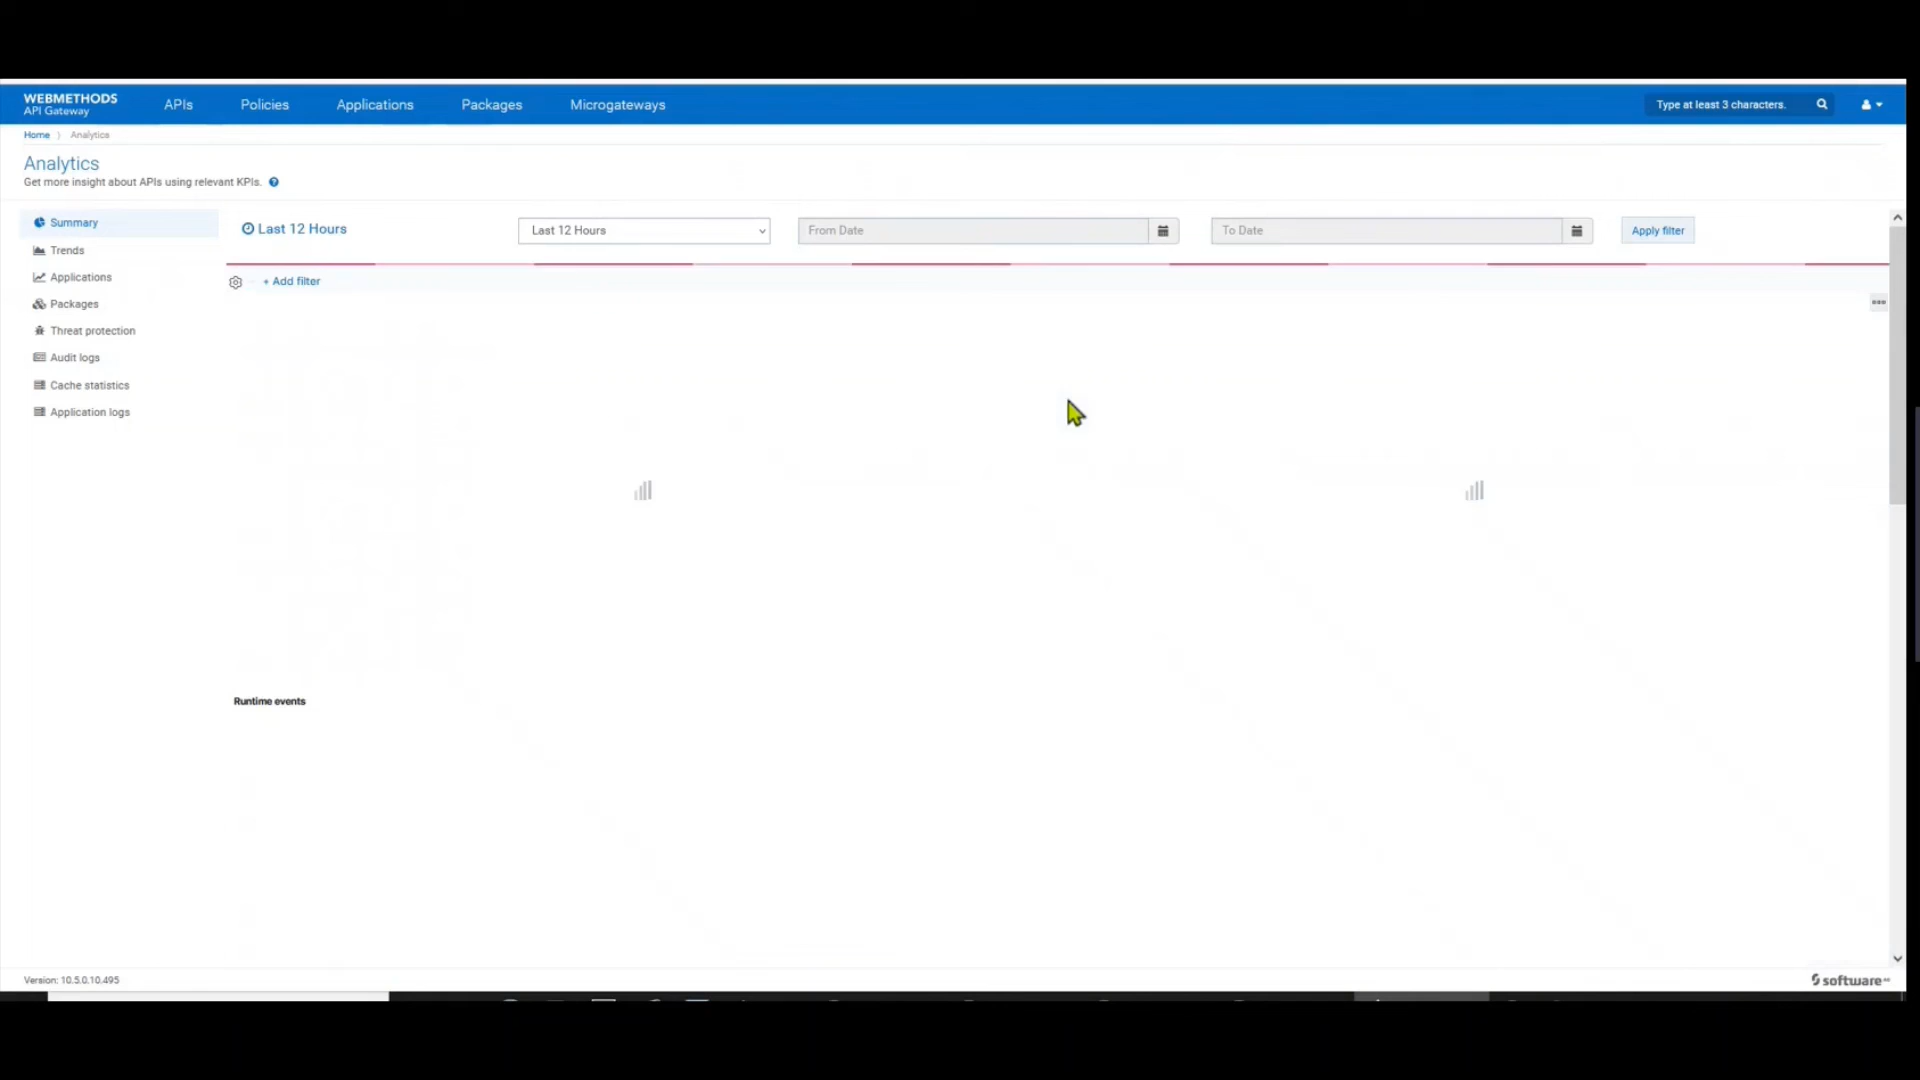 WEBMETHODS
API Gateway
APIs
Policies
Applications
Packages
Microgateways
Type at least 3 characters.
Home
Analytics
Analytics
Get more insight about APIs using relevant KPIs.
Summary
Trends
Applications
Packages
Threat protection
Audit logs
Cache statistics
Application logs
Last 12 Hours
Last 12 Hours
From Date
To Date
Apply filter
+ Add filter
Runtime events
Version: 10.5.0.10.495
software AG